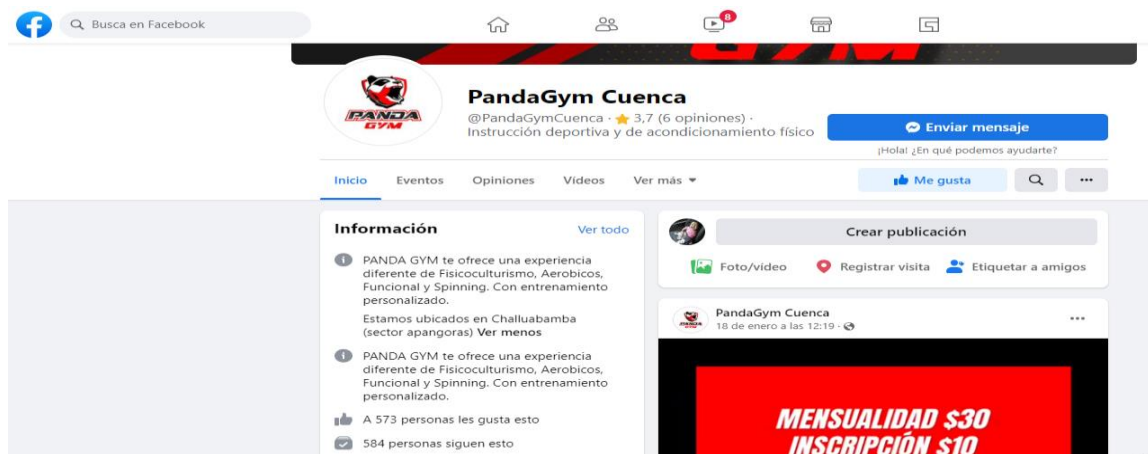 Busca en Facebook
8
GYM
PANDA
GYM
PandaGym Cuenca
@PandaGymCuenca · 3,7 (6 opiniones) ·
Instrucción deportiva y de acondicionamiento físico
Enviar mensaje
¡Hola! ¿En qué podemos ayudarte?
Inicio Eventos Opiniones Vídeos Ver más
Me gusta
Información Ver todo
PANDA GYM te ofrece una experiencia
diferente de Fisicoculturismo, Aerobicos,
Funcional y Spinning. Con entrenamiento
personalizado.
Estamos ubicados en Challuabamba
(sector apangoras) Ver menos
PANDA GYM te ofrece una experiencia
diferente de Fisicoculturismo, Aerobicos,
Funcional y Spinning. Con entrenamiento
personalizado.
A 573 personas les gusta esto
584 personas siguen esto
Crear publicación
Foto/vídeo Registrar visita Etiquetar a amigos
PandaGym Cuenca
18 de enero a las 12:19 ·
MENSUALIDAD $30
INSCRIPCIÓN $10